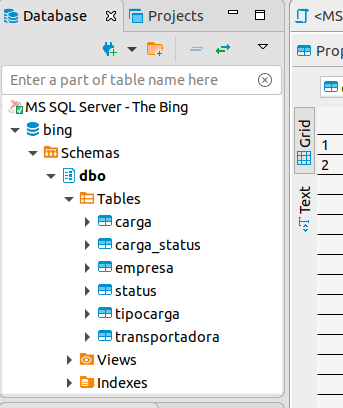 Database
Projects
<MS
Prop
Enter a part of table name here
MS SQL Server - The Bing
bing
Schemas
dbo
Tables
carga
carga_status
empresa
status
tipocarga
transportadora
Views
Indexes
Grid
Text
1
2